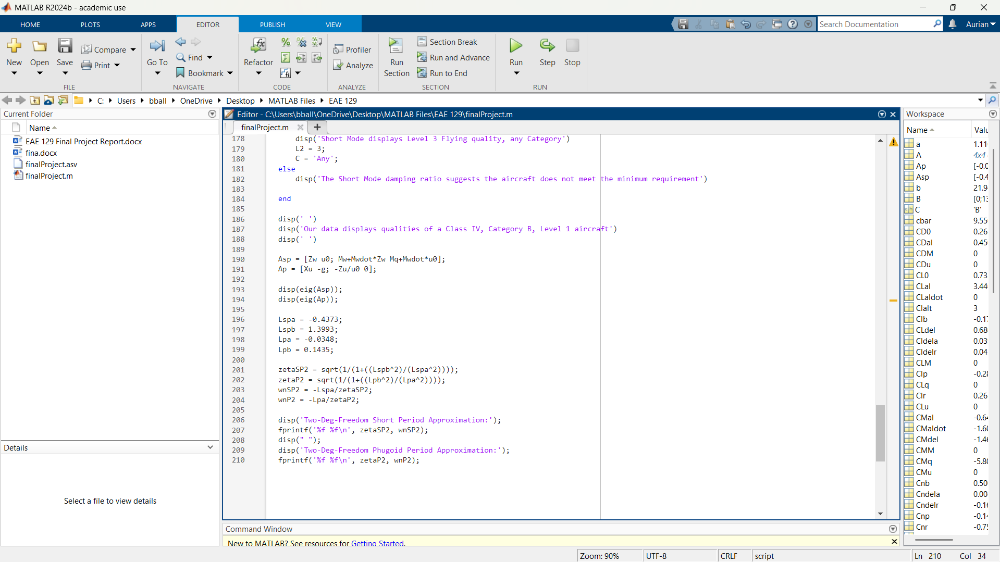 MATLAB R2024b - academic use
HOME PLOTS APPS EDITOR PUBLISH VIEW
Search Documentation
Aurian
New Open Save Compare Print
FILE
Go To Find Bookmark
NAVIGATE
Refactor
CODE
Profiler
Analyze
ANALYZE
Run Section
Section Break
Run and Advance
Run to End
SECTION
Run Step Stop
RUN
C: Users bball OneDrive Desktop MATLAB Files EAE 129
Current Folder
Name
EAE 129 Final Project Report.docx
fina.docx
finalProject.asv
finalProject.m
Details
Select a file to view details
Editor - C:\Users\bball\OneDrive\Desktop\MATLAB Files\EAE 129\finalProject.m
finalProject.m
178 disp('Short Mode displays Level 3 Flying quality, any Category')
179 L2 = 3;
180 C = 'Any';
181 else
182 disp('The Short Mode damping ratio suggests the aircraft does not meet the minimum requirement')
183
184 end
185
186 disp(' ')
187 disp('Our data displays qualities of a Class IV, Category B, Level 1 aircraft')
188 disp(' ')
189
190 Asp = [Zw u0; Mw+Mwdot*Zw Mq+Mwdot*u0];
191 Ap = [Xu -g; -Zu/u0 0];
192
193 disp(eig(Asp));
194 disp(eig(Ap));
195
196 Lspa = -0.4373;
197 Lspb = 1.3993;
198 Lpa = -0.0348;
199 Lpb = 0.1435;
200
201 zetaSP2 = sqrt(1/(1+((Lspb^2)/(Lspa^2))));
202 zetaP2 = sqrt(1/(1+((Lpb^2)/(Lpa^2))));
203 wnSP2 = -Lspa/zetaSP2;
204 wnP2 = -Lpa/zetaP2;
205
206 disp('Two-Deg-Freedom Short Period Approximation:');
207 fprintf('%f %f\n', zetaSP2, wnSP2);
208 disp(" ");
209 disp('Two-Deg-Freedom Phugoid Period Approximation:');
210 fprintf('%f %f\n', zetaP2, wnP2);
Command Window
New to MATLAB? See resources for Getting Started.
Workspace
Name Valu
a 1.11
A 4x4
Ap [-0.0
Asp [-0.4
b 21.9
B [0;13
C 'B'
cbar 9.55
CD0 0.26
CDal 0.45
CDM 0
CDu 0
CL0 0.73
CLal 3.44
CLaldot 0
Clalt 3
Clb -0.17
CLdel 0.68
Cldela 0.03
Cldelr 0.04
CLM 0
Clp -0.28
CLq 0
Clr 0.26
CLu 0
CMal -0.64
CMaldot -1.60
CMdel -1.46
CMM 0
CMq -5.80
CMu 0
Cnb 0.50
Cndela 0.00
Cndelr -0.16
Cnp -0.14
Cnr -0.75
Zoom: 90% UTF-8 CRLF script Ln 210 Col 34